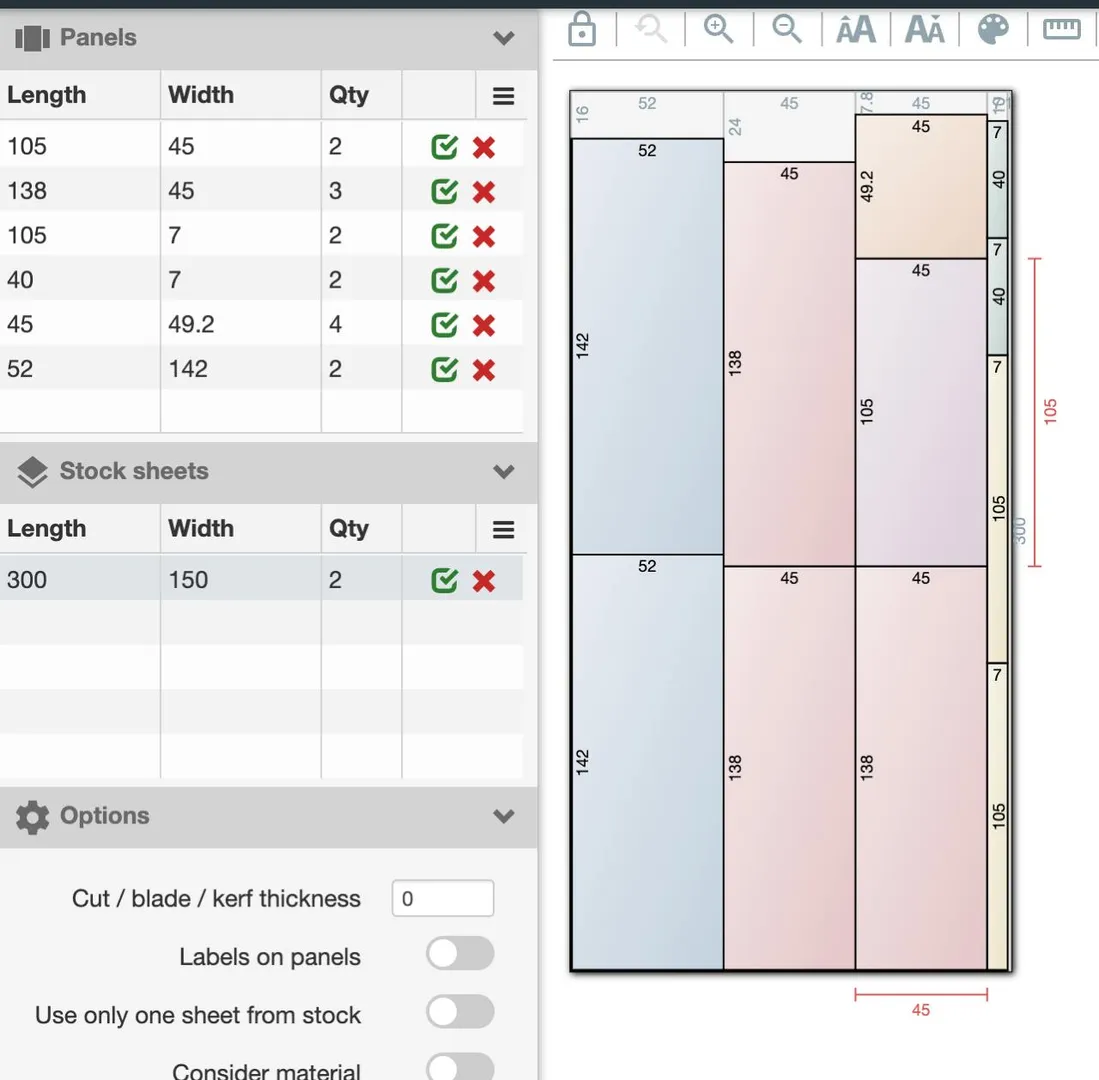 Panels
Length Width Qty
105 45 2
138 45 3
105 7 2
40 7 2
45 49.2 4
52 142 2
Stock sheets
Length Width Qty
300 150 2
Options
Cut / blade / kerf thickness 0
Labels on panels
Use only one sheet from stock
Consider material
âA Aǎ
16 52 45 7.8 45
24
52
45
45
7
49.2
40
45
7
40
142
138
105
7
105
105
300
52
45
45
7
142
138
138
105
45